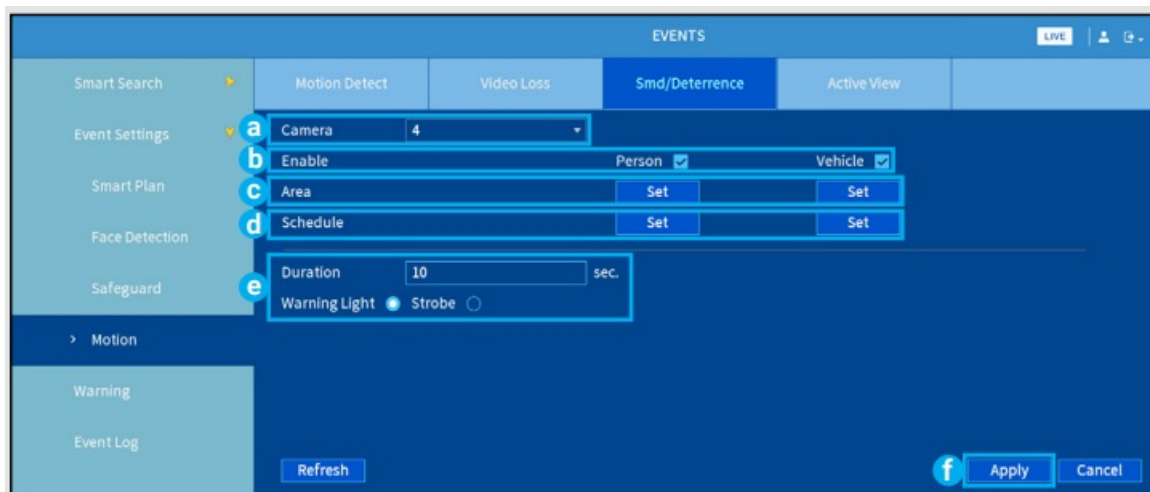 EVENTS
LIVE
Smart Search
Motion Detect Video Loss Smd/Deterrence Active View
Event Settings
a Camera 4
b Enable Person Vehicle
Smart Plan
c Area Set Set
d Schedule Set Set
Face Detection
e Duration 10 sec.
Safeguard
Warning Light Strobe
> Motion
Warning
Event Log
Refresh f Apply Cancel